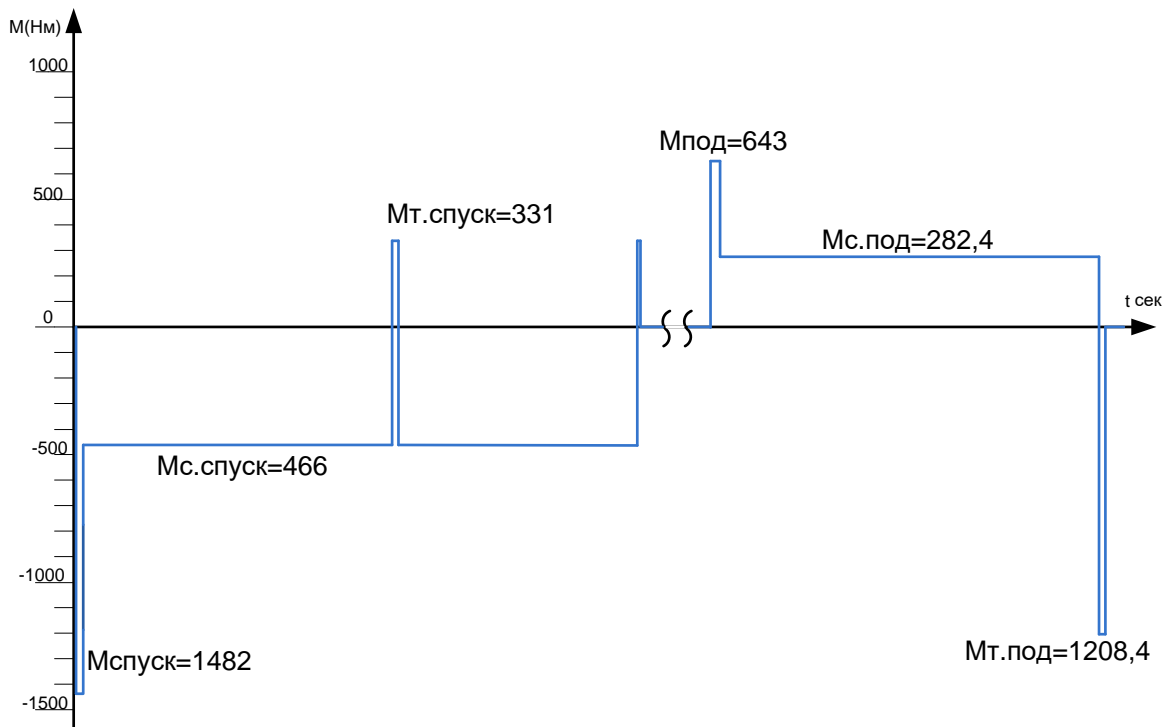 М(Нм)
1000
Мпод=643
500
Мт.спуск=331
Мс.под=282,4
t сек
0
-500
Мс.спуск=466
-1000
Мспуск=1482
Мт.под=1208,4
-1500